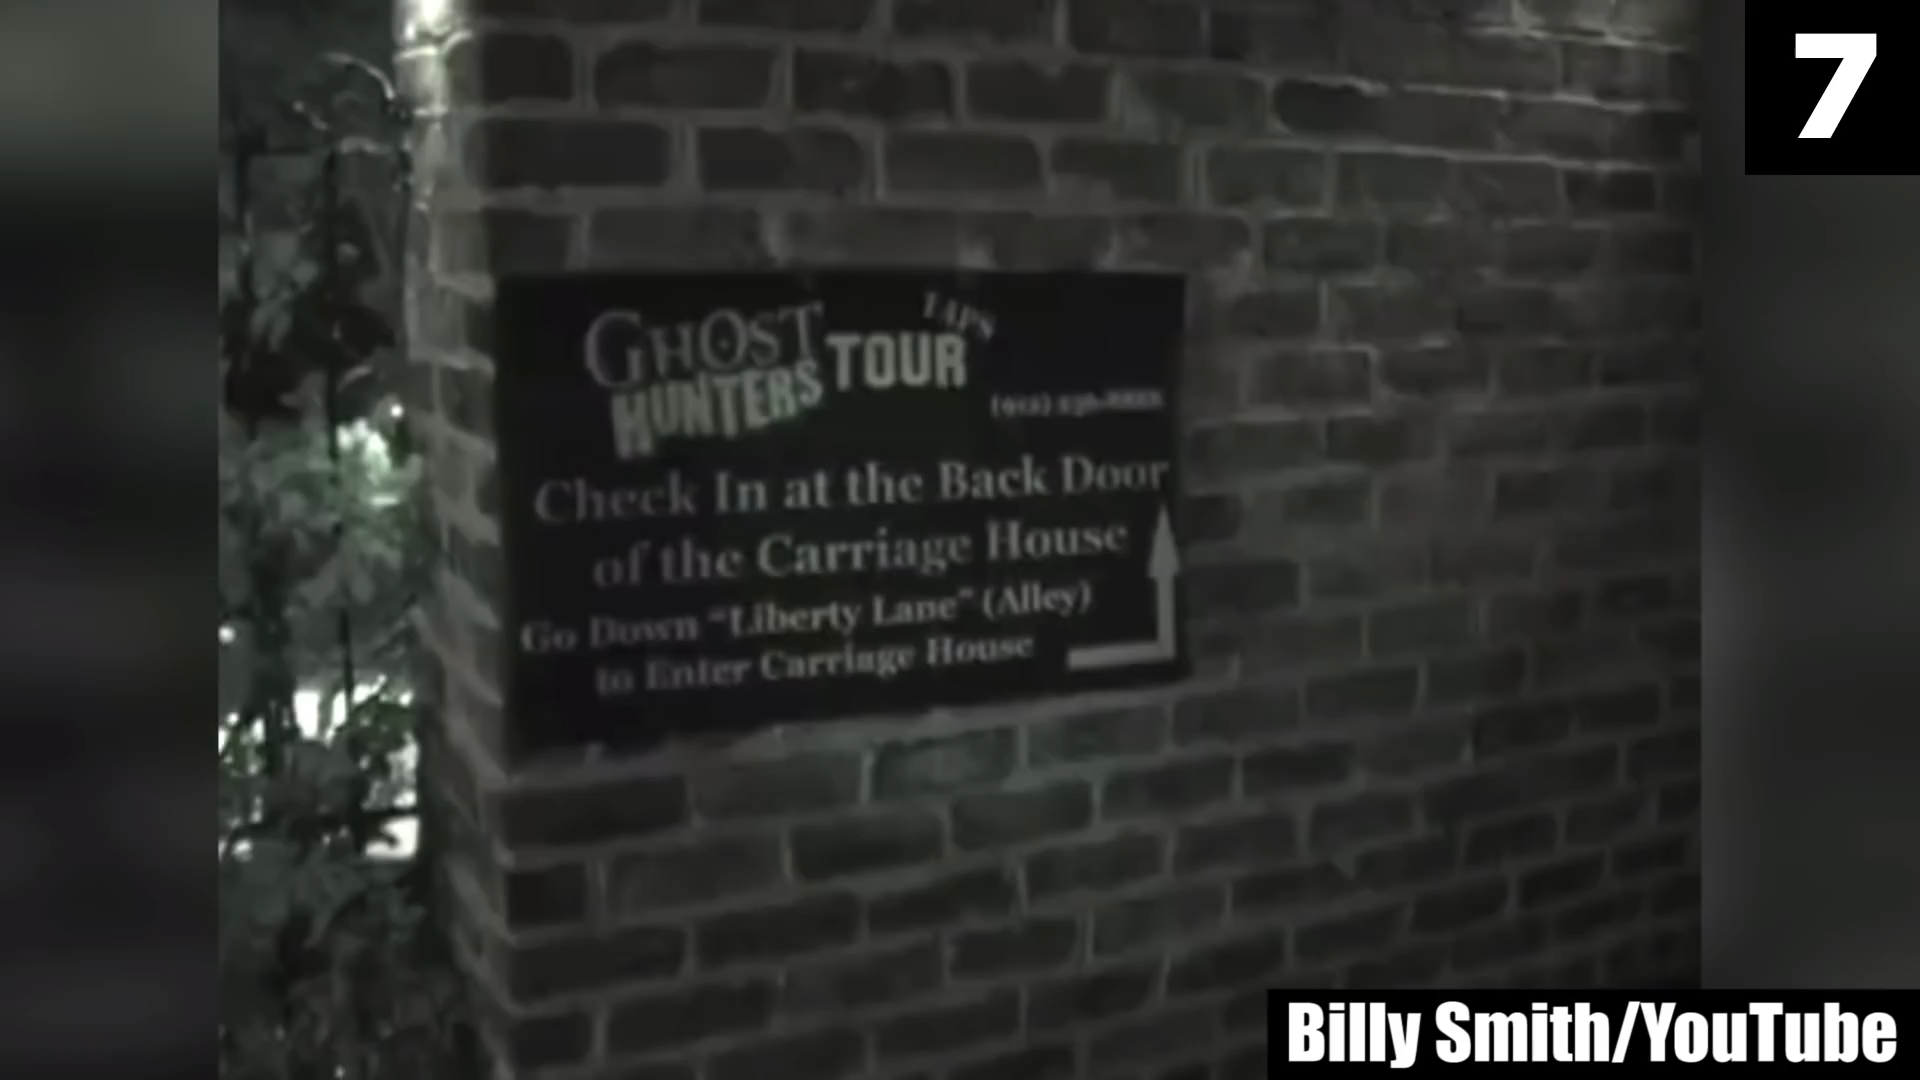 7
GHOST
HUNTERS TOUR
TAPS
Check In at the Back Door
of the Carriage House
Go Down “Liberty Lane” (Alley)
to Enter Carriage House
Billy Smith/YouTube